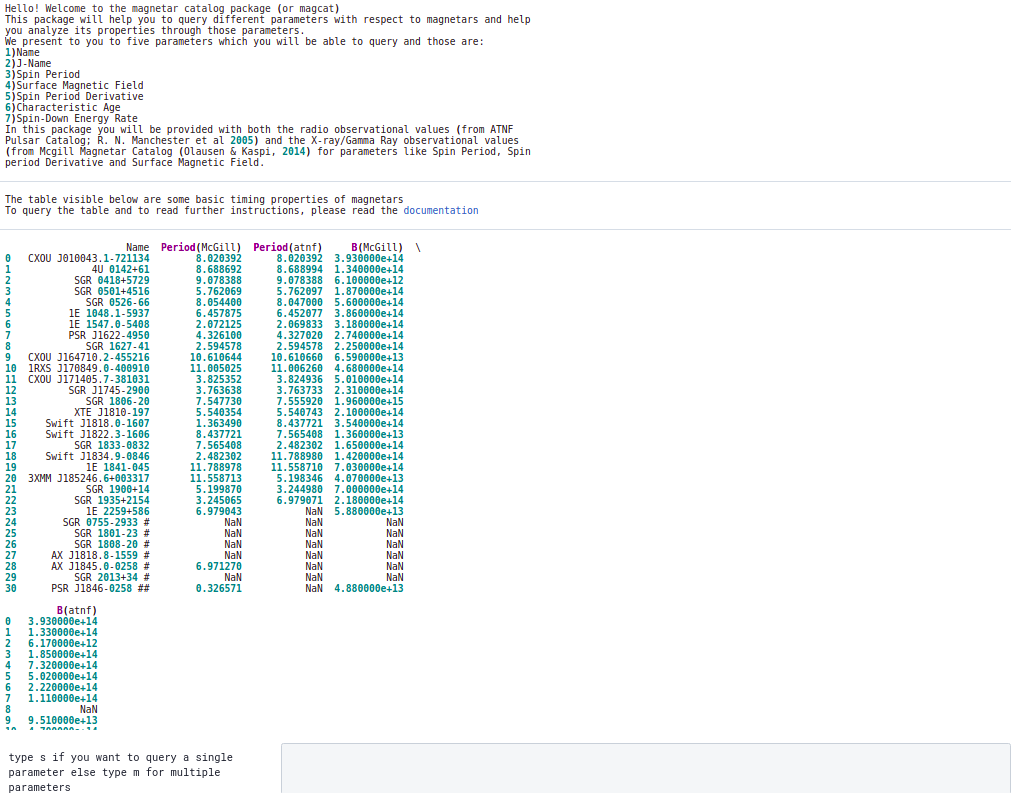 Hello! Welcome to the magnetar catalog package (or magcat)
This package will help you to query different parameters with respect to magnetars and help
you analyze its properties through those parameters.
We present to you to five parameters which you will be able to query and those are:
1)Name
2)J-Name
3)Spin Period
4)Surface Magnetic Field
5)Spin Period Derivative
6)Characteristic Age
7)Spin-Down Energy Rate
In this package you will be provided with both the radio observational values (from ATNF
Pulsar Catalog; R. N. Manchester et al 2005) and the X-ray/Gamma Ray observational values
(from Mcgill Magnetar Catalog (Olausen & Kaspi, 2014) for parameters like Spin Period, Spin
period Derivative and Surface Magnetic Field.
The table visible below are some basic timing properties of magnetars
To query the table and to read further instructions, please read the documentation
Name Period(McGill) Period(atnf) B(McGill) \
0 CXOU J010043.1-721134 8.020392 8.020392 3.930000e+14
1 4U 0142+61 8.688692 8.688994 1.340000e+14
2 SGR 0418+5729 9.078388 9.078388 6.100000e+12
3 SGR 0501+4516 5.762069 5.762097 1.870000e+14
4 SGR 0526-66 8.054400 8.047000 5.600000e+14
5 1E 1048.1-5937 6.457875 6.452077 3.860000e+14
6 1E 1547.0-5408 2.072125 2.069833 3.180000e+14
7 PSR J1622-4950 4.326100 4.327020 2.740000e+14
8 SGR 1627-41 2.594578 2.594578 2.250000e+14
9 CXOU J164710.2-455216 10.610644 10.610660 6.590000e+13
10 1RXS J170849.0-400910 11.005025 11.006260 4.680000e+14
11 CXOU J171405.7-381031 3.825352 3.824936 5.010000e+14
12 SGR J1745-2900 3.763638 3.763733 2.310000e+14
13 SGR 1806-20 7.547730 7.555920 1.960000e+15
14 XTE J1810-197 5.540354 5.540743 2.100000e+14
15 Swift J1818.0-1607 1.363490 8.437721 3.540000e+14
16 Swift J1822.3-1606 8.437721 7.565408 1.360000e+13
17 SGR 1833-0832 7.565408 2.482302 1.650000e+14
18 Swift J1834.9-0846 2.482302 11.788980 1.420000e+14
19 1E 1841-045 11.788978 11.558710 7.030000e+14
20 3XMM J185246.6+003317 11.558713 5.198346 4.070000e+13
21 SGR 1900+14 5.199870 3.244980 7.000000e+14
22 SGR 1935+2154 3.245065 6.979071 2.180000e+14
23 1E 2259+586 6.979043 NaN 5.880000e+13
24 SGR 0755-2933 # NaN NaN NaN
25 SGR 1801-23 # NaN NaN NaN
26 SGR 1808-20 # NaN NaN NaN
27 AX J1818.8-1559 # NaN NaN NaN
28 AX J1845.0-0258 # 6.971270 NaN NaN
29 SGR 2013+34 # NaN NaN NaN
30 PSR J1846-0258 ## 0.326571 NaN 4.880000e+13
B(atnf)
0 3.930000e+14
1 1.330000e+14
2 6.170000e+12
3 1.850000e+14
4 7.320000e+14
5 5.020000e+14
6 2.220000e+14
7 1.110000e+14
8 NaN
9 9.510000e+13
type s if you want to query a single
parameter else type m for multiple
parameters